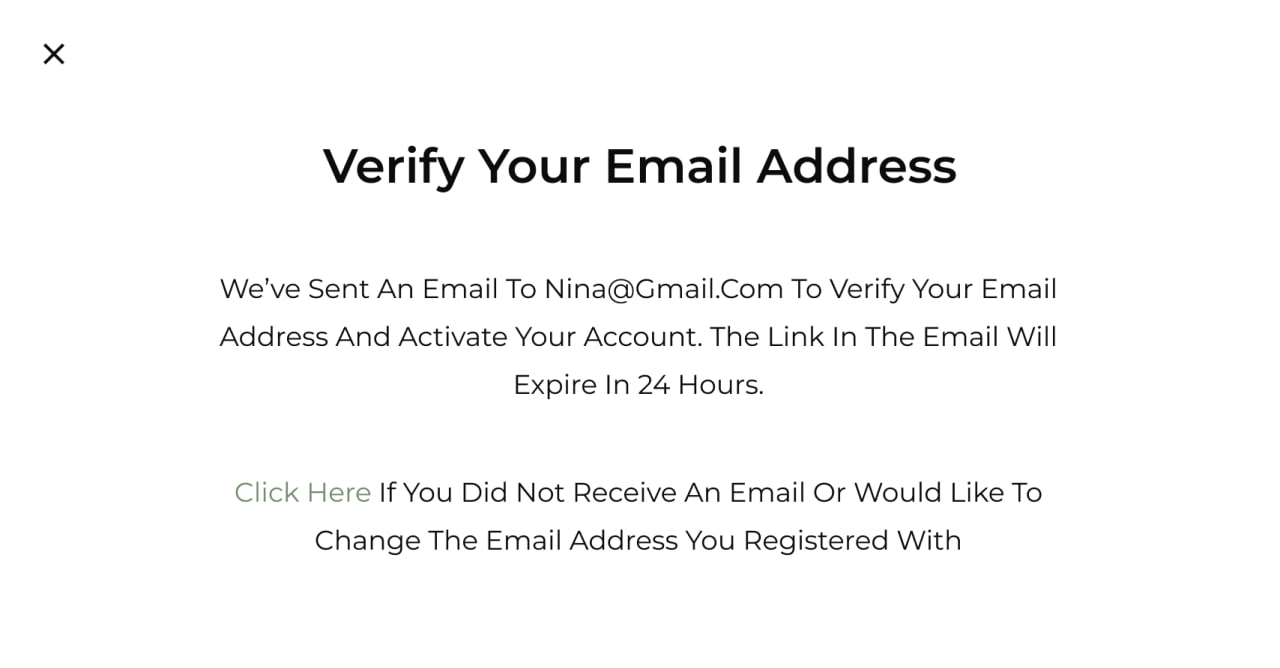 Verify Your Email Address
We’ve Sent An Email To Nina@Gmail.Com To Verify Your Email
Address And Activate Your Account. The Link In The Email Will
Expire In 24 Hours.
Click Here If You Did Not Receive An Email Or Would Like To
Change The Email Address You Registered With